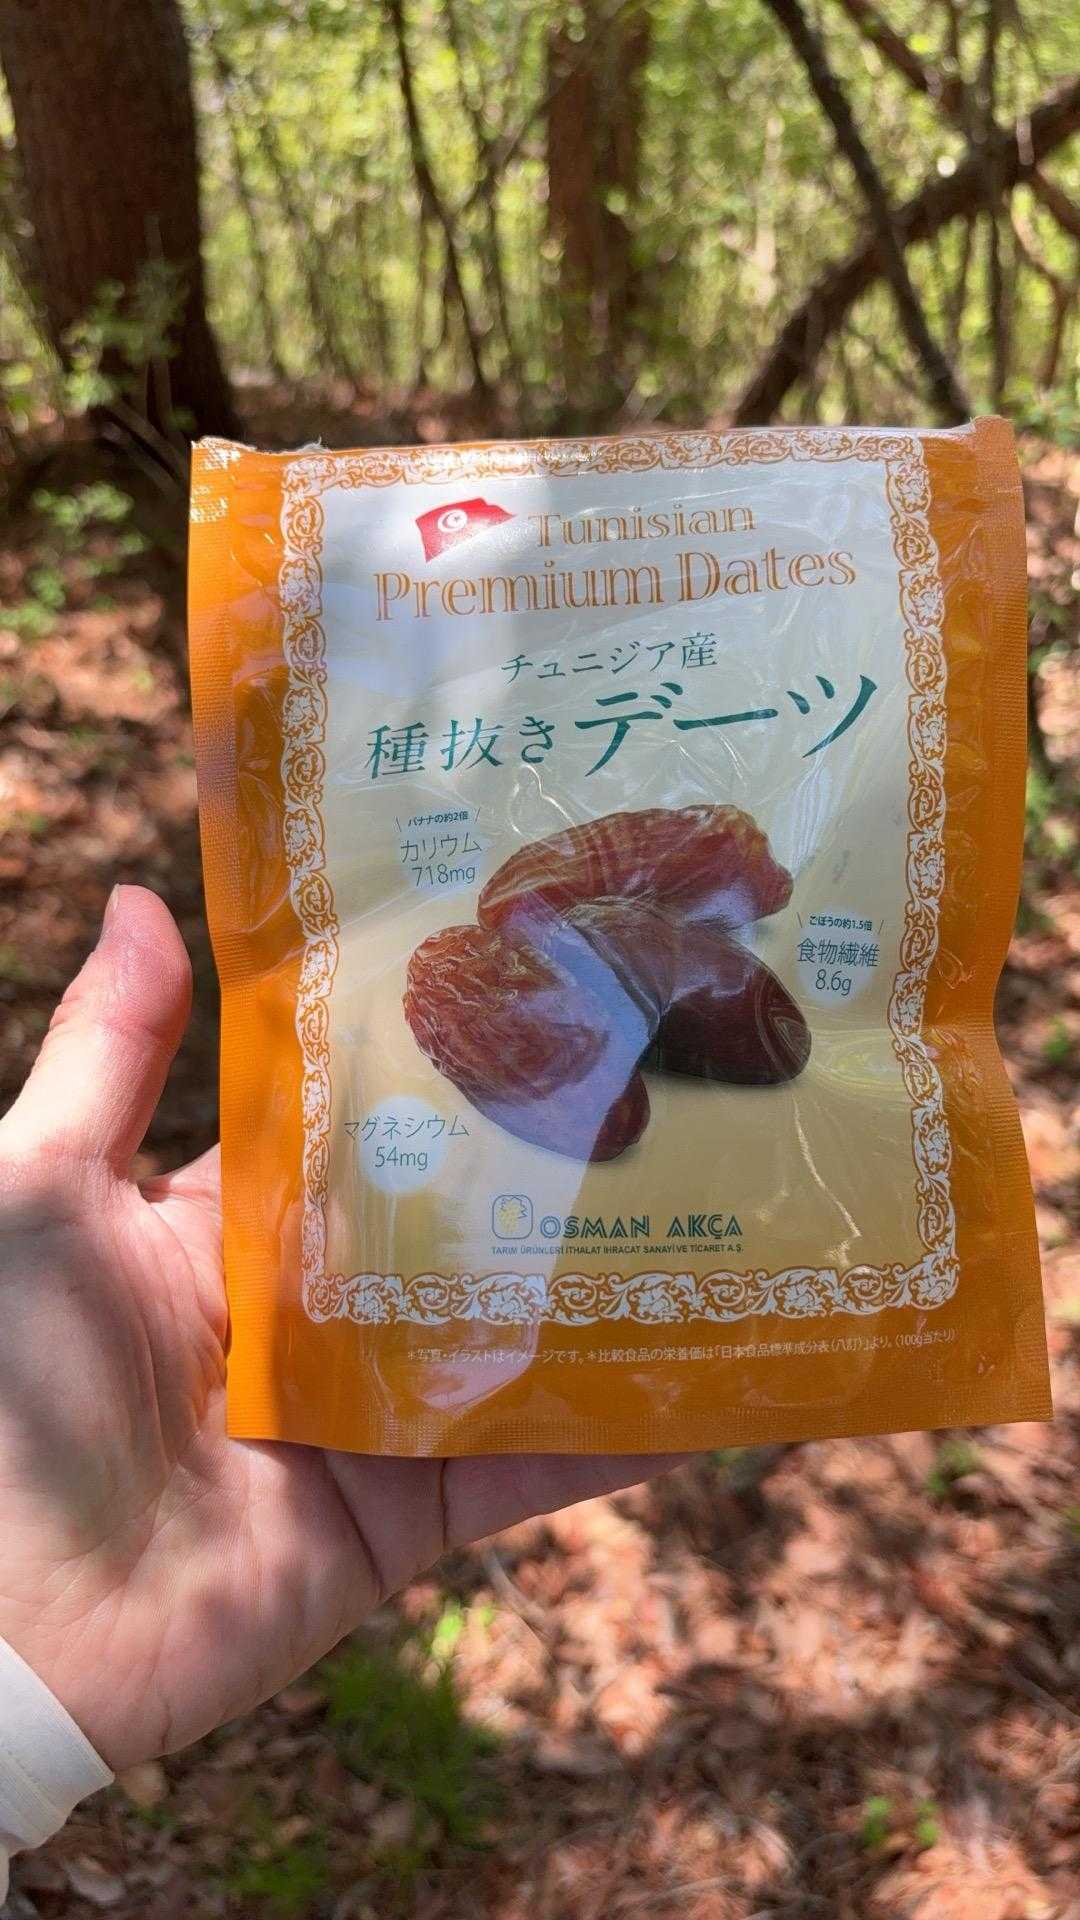 Tunisian
Premium Dates
チュニジア産
種抜きデーツ
バナナの約2倍
カリウム
718mg
ごぼうの約1.5倍
食物繊維
8.6g
マグネシウム
54mg
OSMAN AKÇA
TARIM ÜRÜNLERİ İTHALAT İHRACAT SANAYİ VE TİCARET A.Ş.
＊写真・イラストはイメージです。＊比較食品の栄養価は「日本食品標準成分表（八訂）」より。（100g当たり）